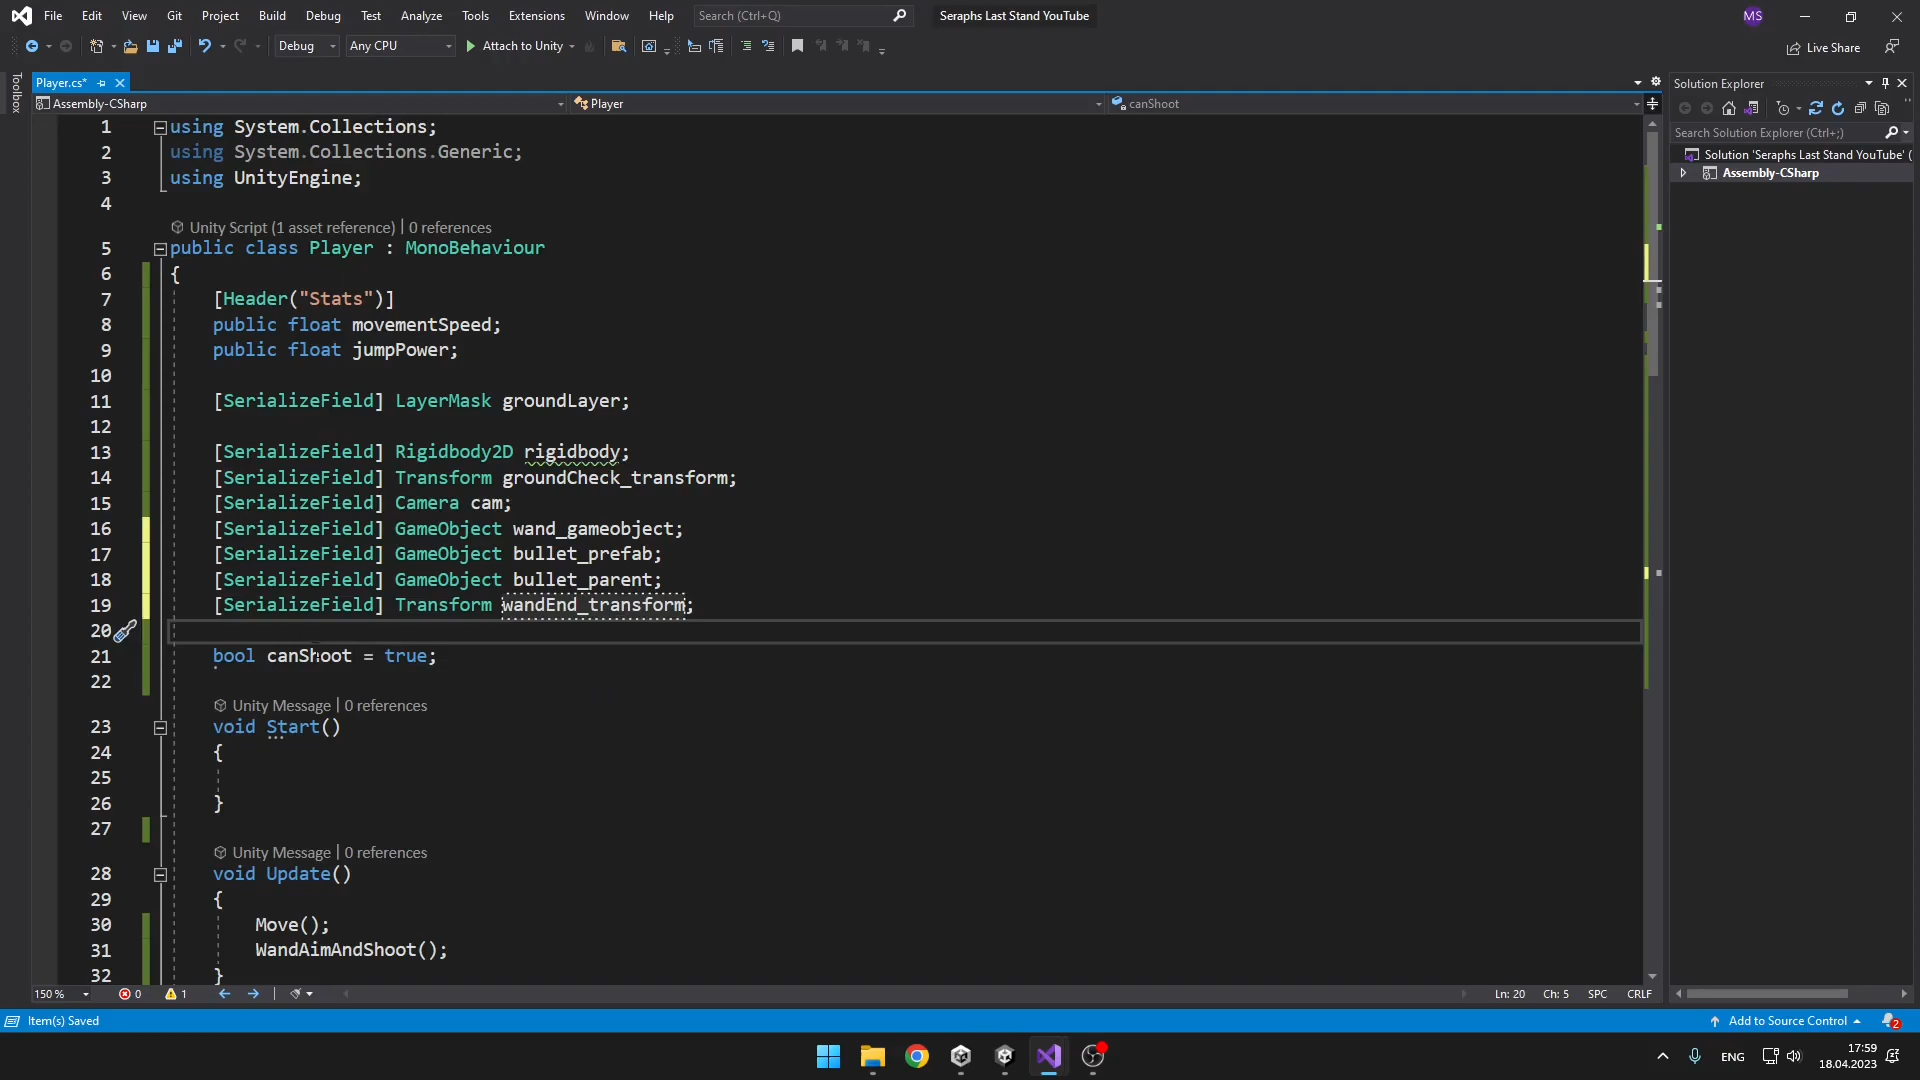 File Edit View Git Project Build Debug Test Analyze Tools Extensions Window Help Search (Ctrl+Q) Seraphs Last Stand YouTube MS
Debug Any CPU Attach to Unity Live Share
Toolbox
Player.cs*
Assembly-CSharp Player canShoot
1 using System.Collections;
2 using System.Collections.Generic;
3 using UnityEngine;
4
Unity Script (1 asset reference) | 0 references
5 public class Player : MonoBehaviour
6 {
7 [Header("Stats")]
8 public float movementSpeed;
9 public float jumpPower;
10
11 [SerializeField] LayerMask groundLayer;
12
13 [SerializeField] Rigidbody2D rigidbody;
14 [SerializeField] Transform groundCheck_transform;
15 [SerializeField] Camera cam;
16 [SerializeField] GameObject wand_gameobject;
17 [SerializeField] GameObject bullet_prefab;
18 [SerializeField] GameObject bullet_parent;
19 [SerializeField] Transform wandEnd_transform;
20
21 bool canShoot = true;
22
Unity Message | 0 references
23 void Start()
24 {
25
26 }
27
Unity Message | 0 references
28 void Update()
29 {
30 Move();
31 WandAimAndShoot();
32 }
150 % 0 1 Ln: 20 Ch: 5 SPC CRLF
Solution Explorer
Search Solution Explorer (Ctrl+;)
Solution 'Seraphs Last Stand YouTube' (
Assembly-CSharp
Item(s) Saved Add to Source Control 2
ENG 17:59
18.04.2023